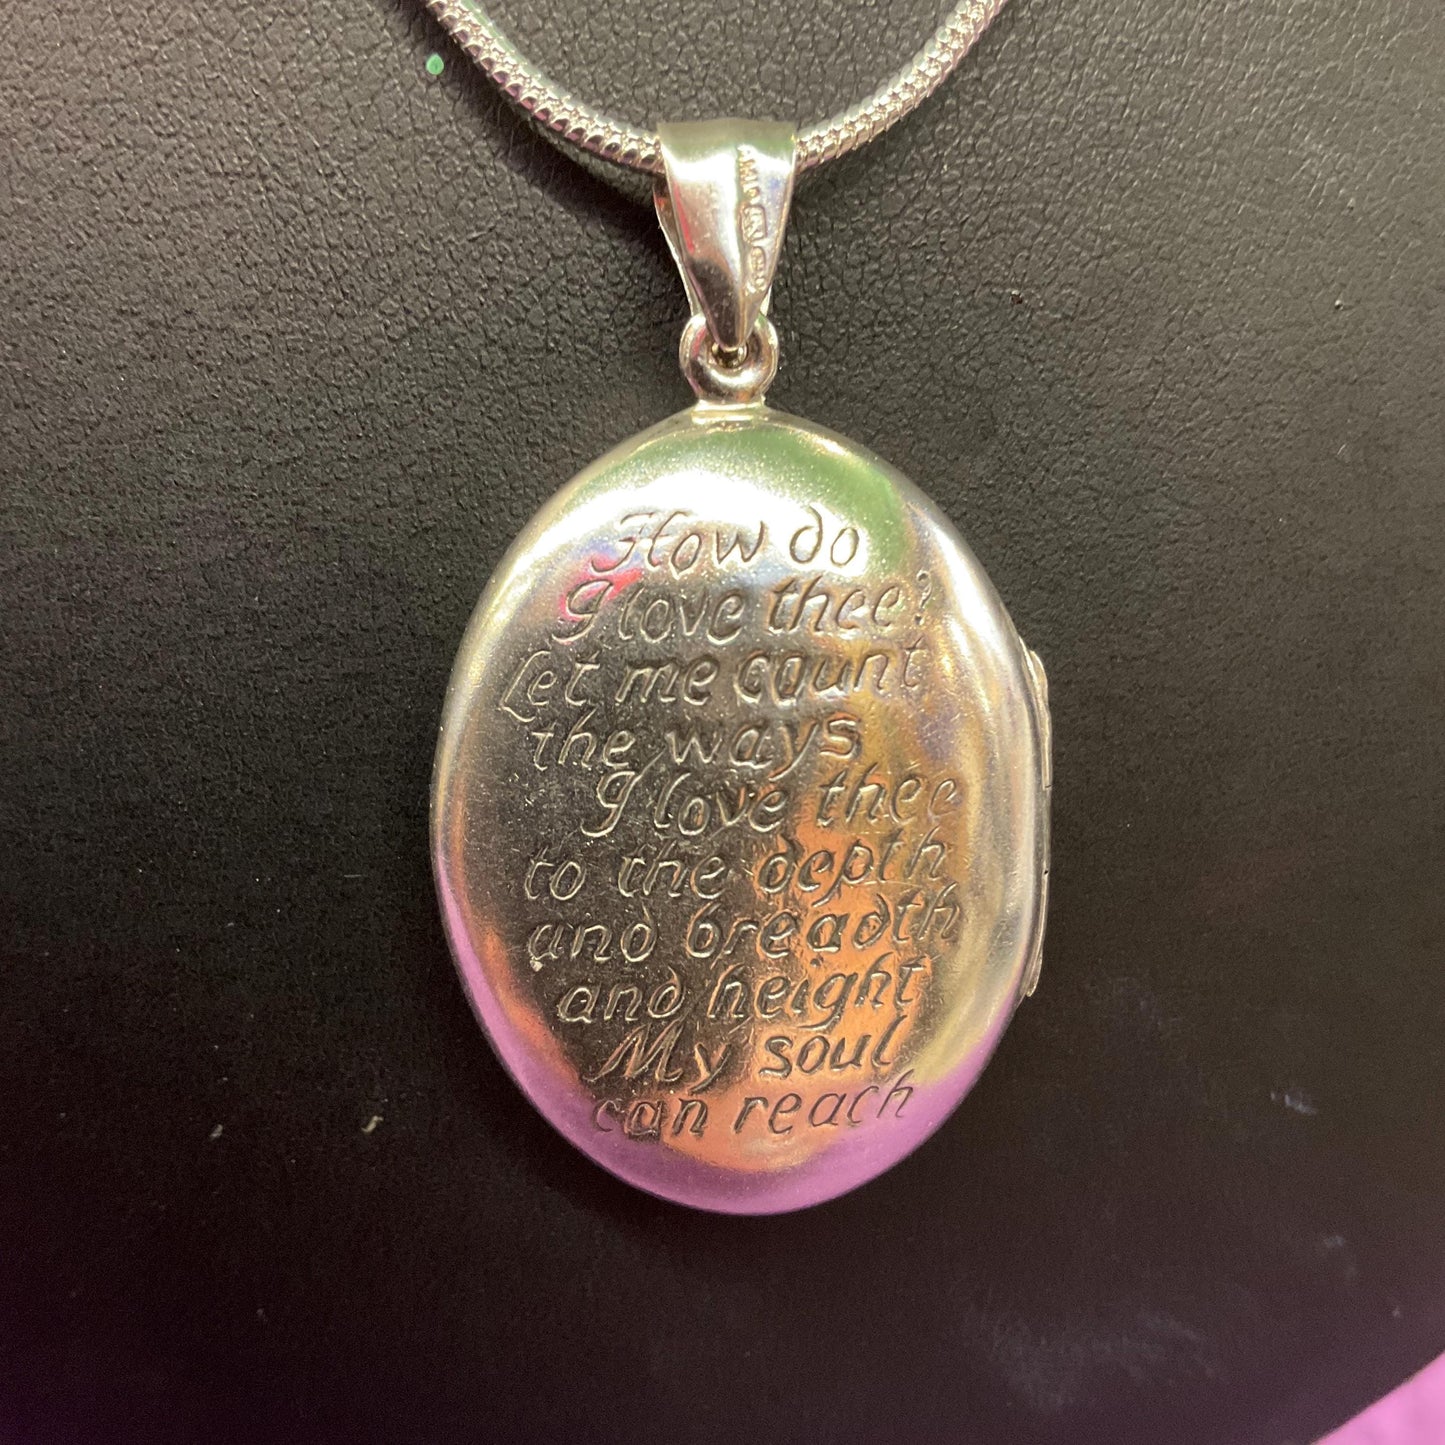 How do
I love thee?
Let me count
the ways
I love thee
to the depth
and breadth
and height
My soul
can reach